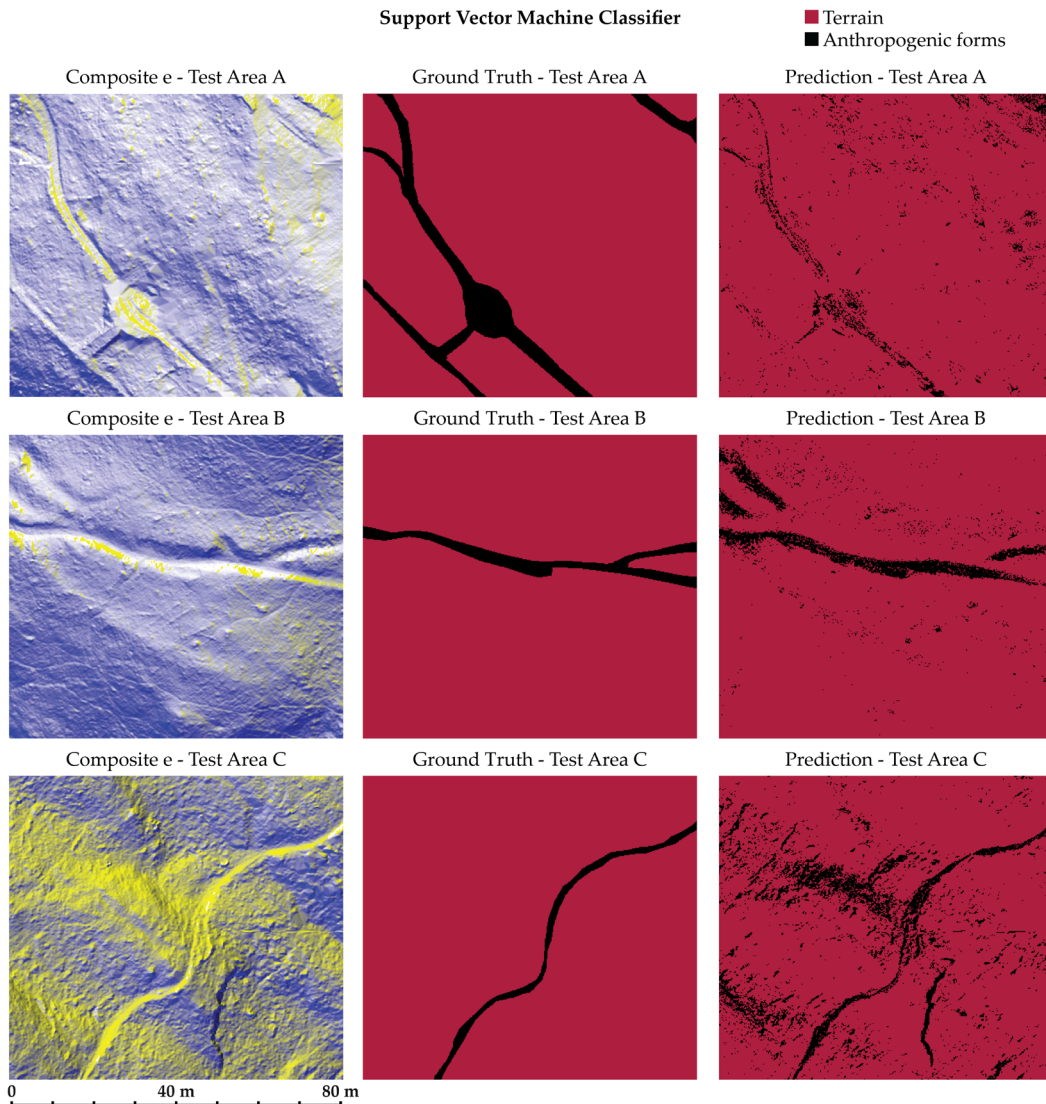 Support Vector Machine Classifier
Terrain
Anthropogenic forms
Composite e - Test Area A
Ground Truth - Test Area A
Prediction - Test Area A
Composite e - Test Area B
Ground Truth - Test Area B
Prediction - Test Area B
Composite e - Test Area C
Ground Truth - Test Area C
Prediction - Test Area C
0 40 m 80 m